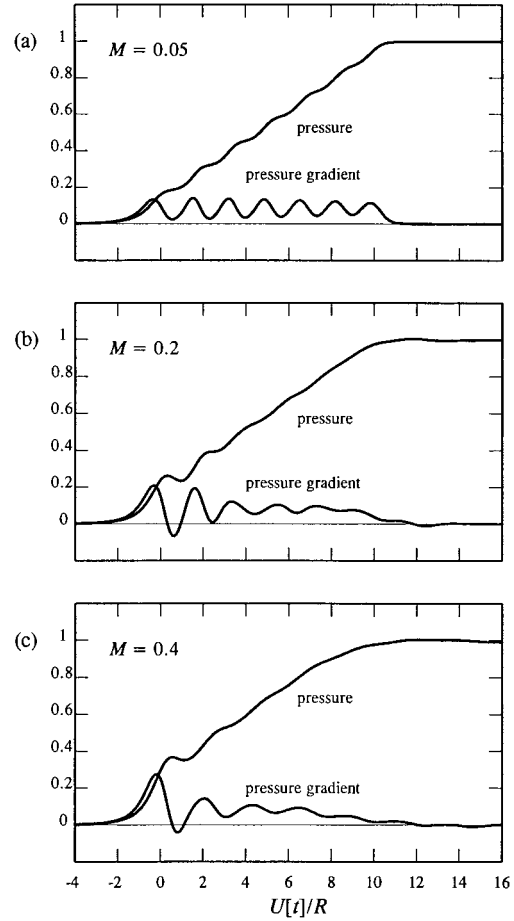 (a)
M = 0.05
1
0.8
0.6
0.4
0.2
0
pressure
pressure gradient
(b)
M = 0.2
1
0.8
0.6
0.4
0.2
0
pressure
pressure gradient
(c)
M = 0.4
1
0.8
0.6
0.4
0.2
0
pressure
pressure gradient
-4 -2 0 2 4 6 8 10 12 14 16
U[t]/R